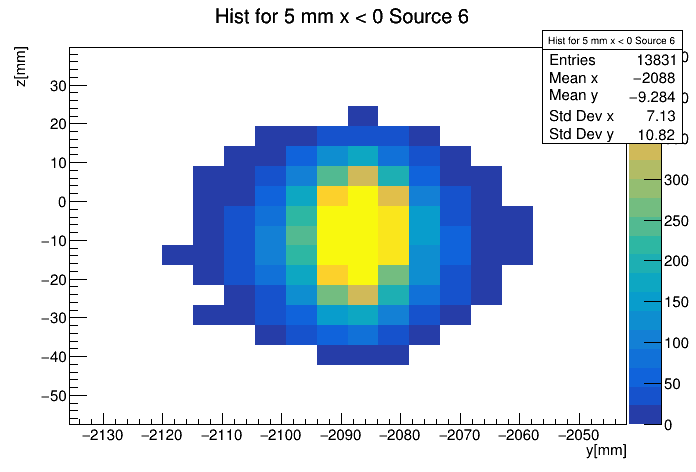 Hist for 5 mm x < 0 Source 6
z[mm]
Hist for 5 mm x < 0 Source 6
Entries 13831
Mean x −2088
Mean y −9.284
Std Dev x 7.13
Std Dev y 10.82
30
20
10
0
−10
−20
−30
−40
−50
−2130 −2120 −2110 −2100 −2090 −2080 −2070 −2060 −2050
y[mm]
300
250
200
150
100
50
0